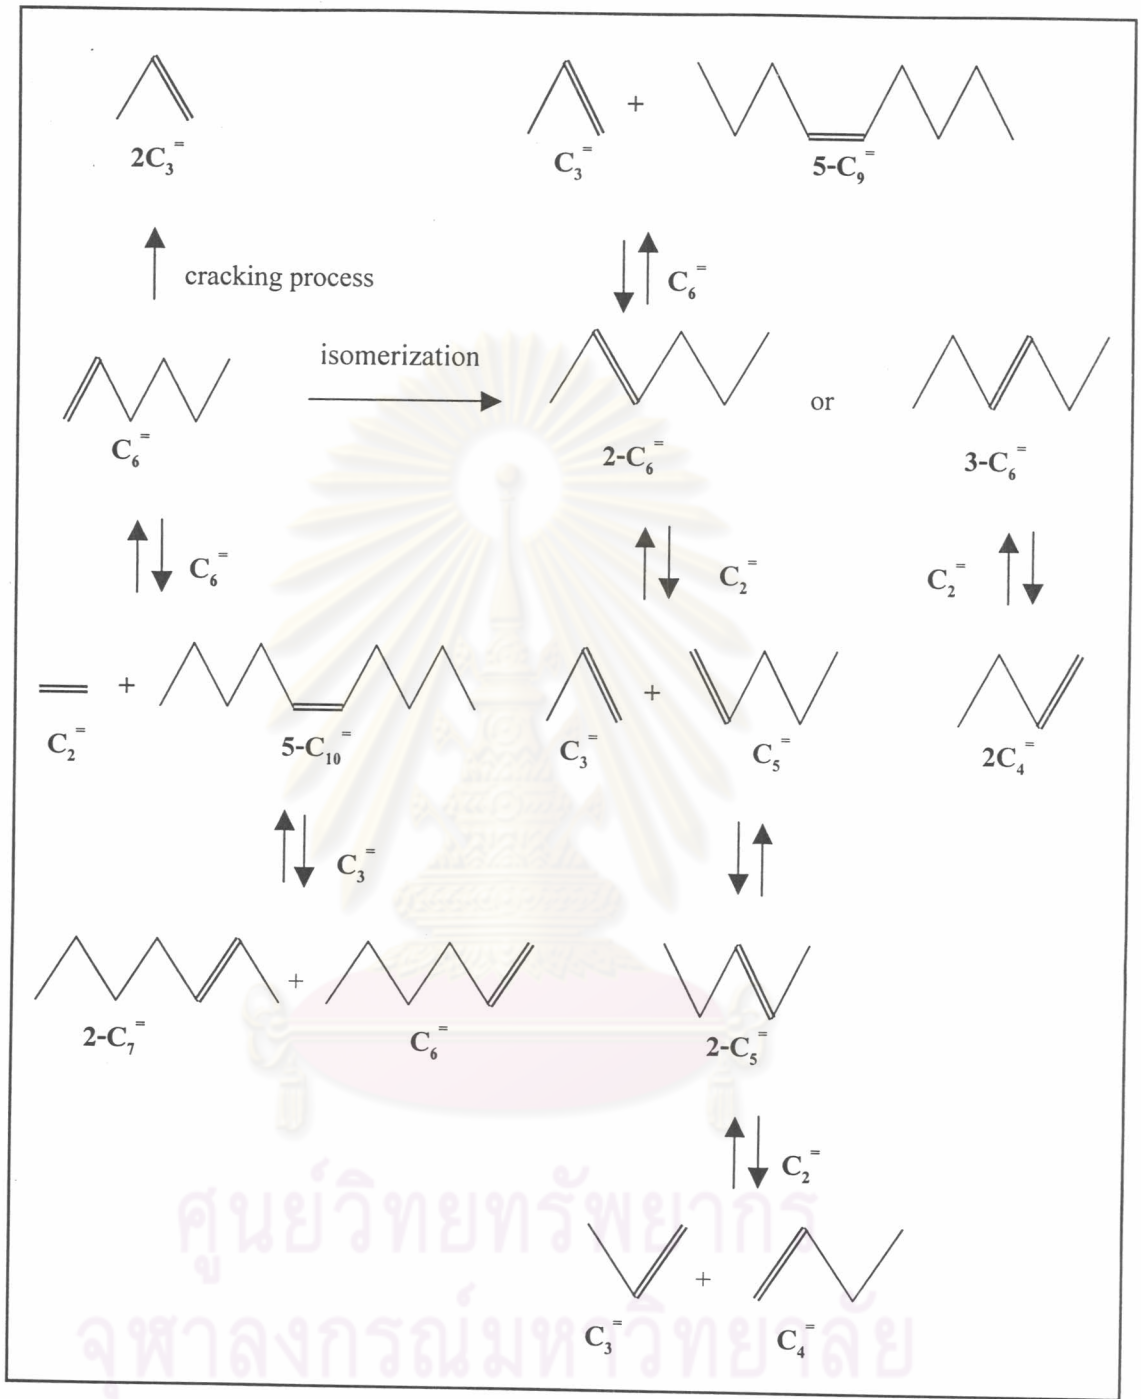 2C₃⁼
+
C₃⁼
5-C₉⁼
cracking process
C₆⁼
isomerization
or
C₆⁼
2-C₆⁼
3-C₆⁼
C₆⁼
C₂⁼
C₂⁼
+
+
C₂⁼
5-C₁₀⁼
C₃⁼
C₅⁼
2C₄⁼
C₃⁼
+
2-C₇⁼
C₆⁼
2-C₅⁼
C₂⁼
+
C₃⁼
C₄⁼
ศูนย์วิทยทรัพยากร
จุฬาลงกรณ์มหาวิทยาลัย